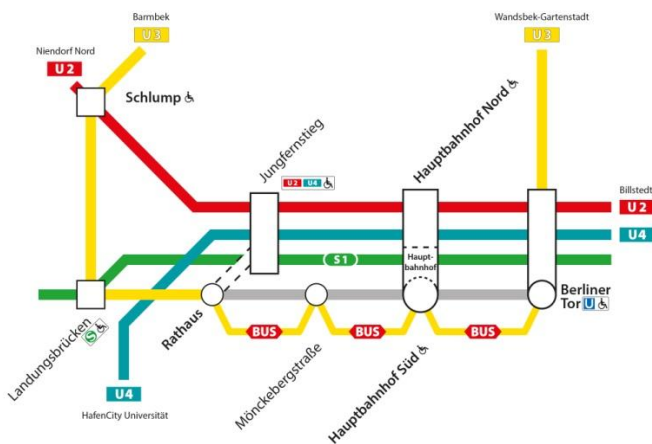 Barmbek
U3
Wandsbek-Gartenstadt
U3
Niendorf Nord
U2
Schlump
Jungfernstieg
U2 U4
Hauptbahnhof Nord
Billstedt
U2
U4
S1
Haupt-
bahnhof
Berliner
Tor U
Landungsbrücken
S
Rathaus
BUS
BUS
BUS
Mönckebergstraße
Hauptbahnhof Süd
U4
HafenCity Universität